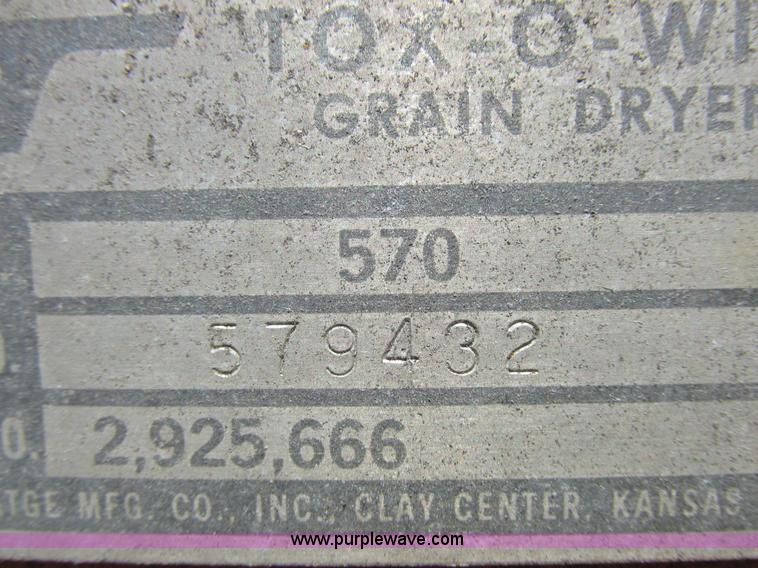 TOX-O-WI
GRAIN DRYER
570
579432
O. 2,925,666
TGE MFG. CO., INC., CLAY CENTER, KANSAS
www.purplewave.com